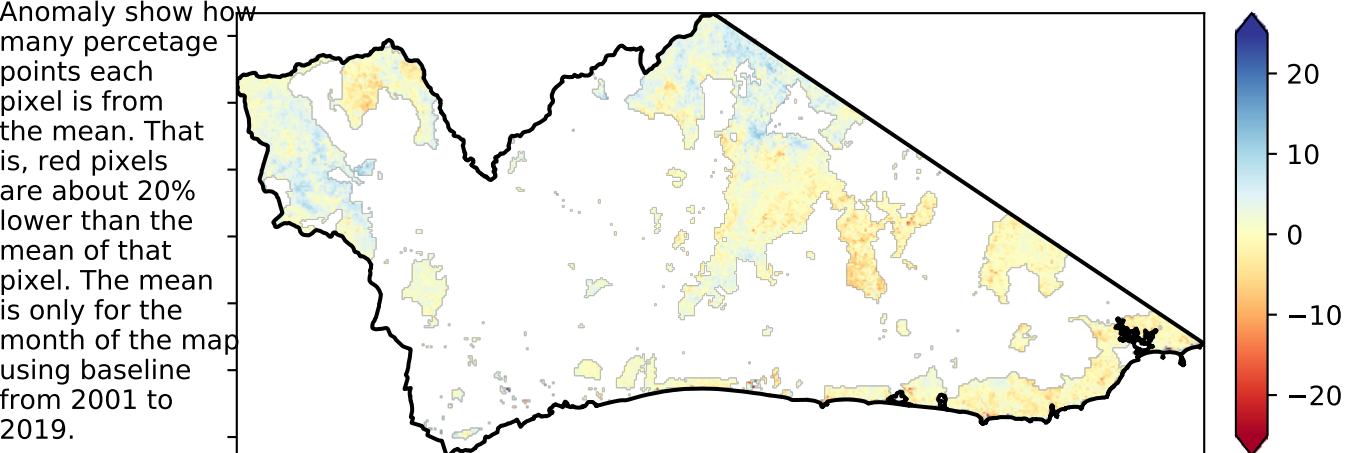 Anomaly show how
many percetage
points each
pixel is from
the mean. That
is, red pixels
are about 20%
lower than the
mean of that
pixel. The mean
is only for the
month of the map
using baseline
from 2001 to
2019.
20
10
0
−10
−20